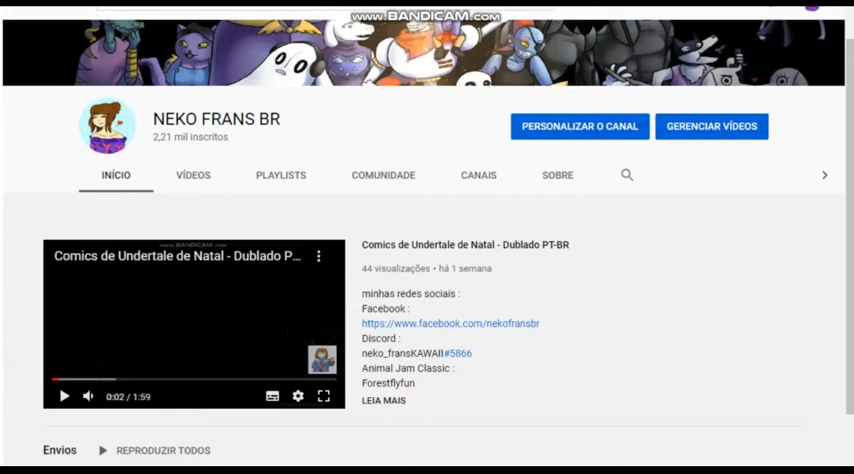 www.BANDICAM.com
NEKO FRANS BR
2,21 mil inscritos
PERSONALIZAR O CANAL
GERENCIAR VÍDEOS
INÍCIO
VÍDEOS
PLAYLISTS
COMUNIDADE
CANAIS
SOBRE
www.BANDICAM.com
Comics de Undertale de Natal - Dublado P...
0:02 / 1:59
Comics de Undertale de Natal - Dublado PT-BR
44 visualizações • há 1 semana
minhas redes sociais :
Facebook :
https://www.facebook.com/nekofransbr
Discord :
neko_fransKAWAII#5866
Animal Jam Classic :
Forestflyfun
LEIA MAIS
Envios
REPRODUZIR TODOS